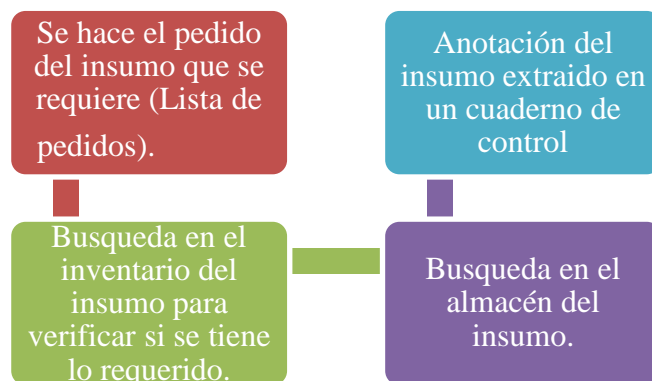 Se hace el pedido
del insumo que se
requiere (Lista de
pedidos).
Busqueda en el
inventario del
insumo para
verificar si se tiene
lo requerido.
Busqueda en el
almacén del
insumo.
Anotación del
insumo extraido en
un cuaderno de
control